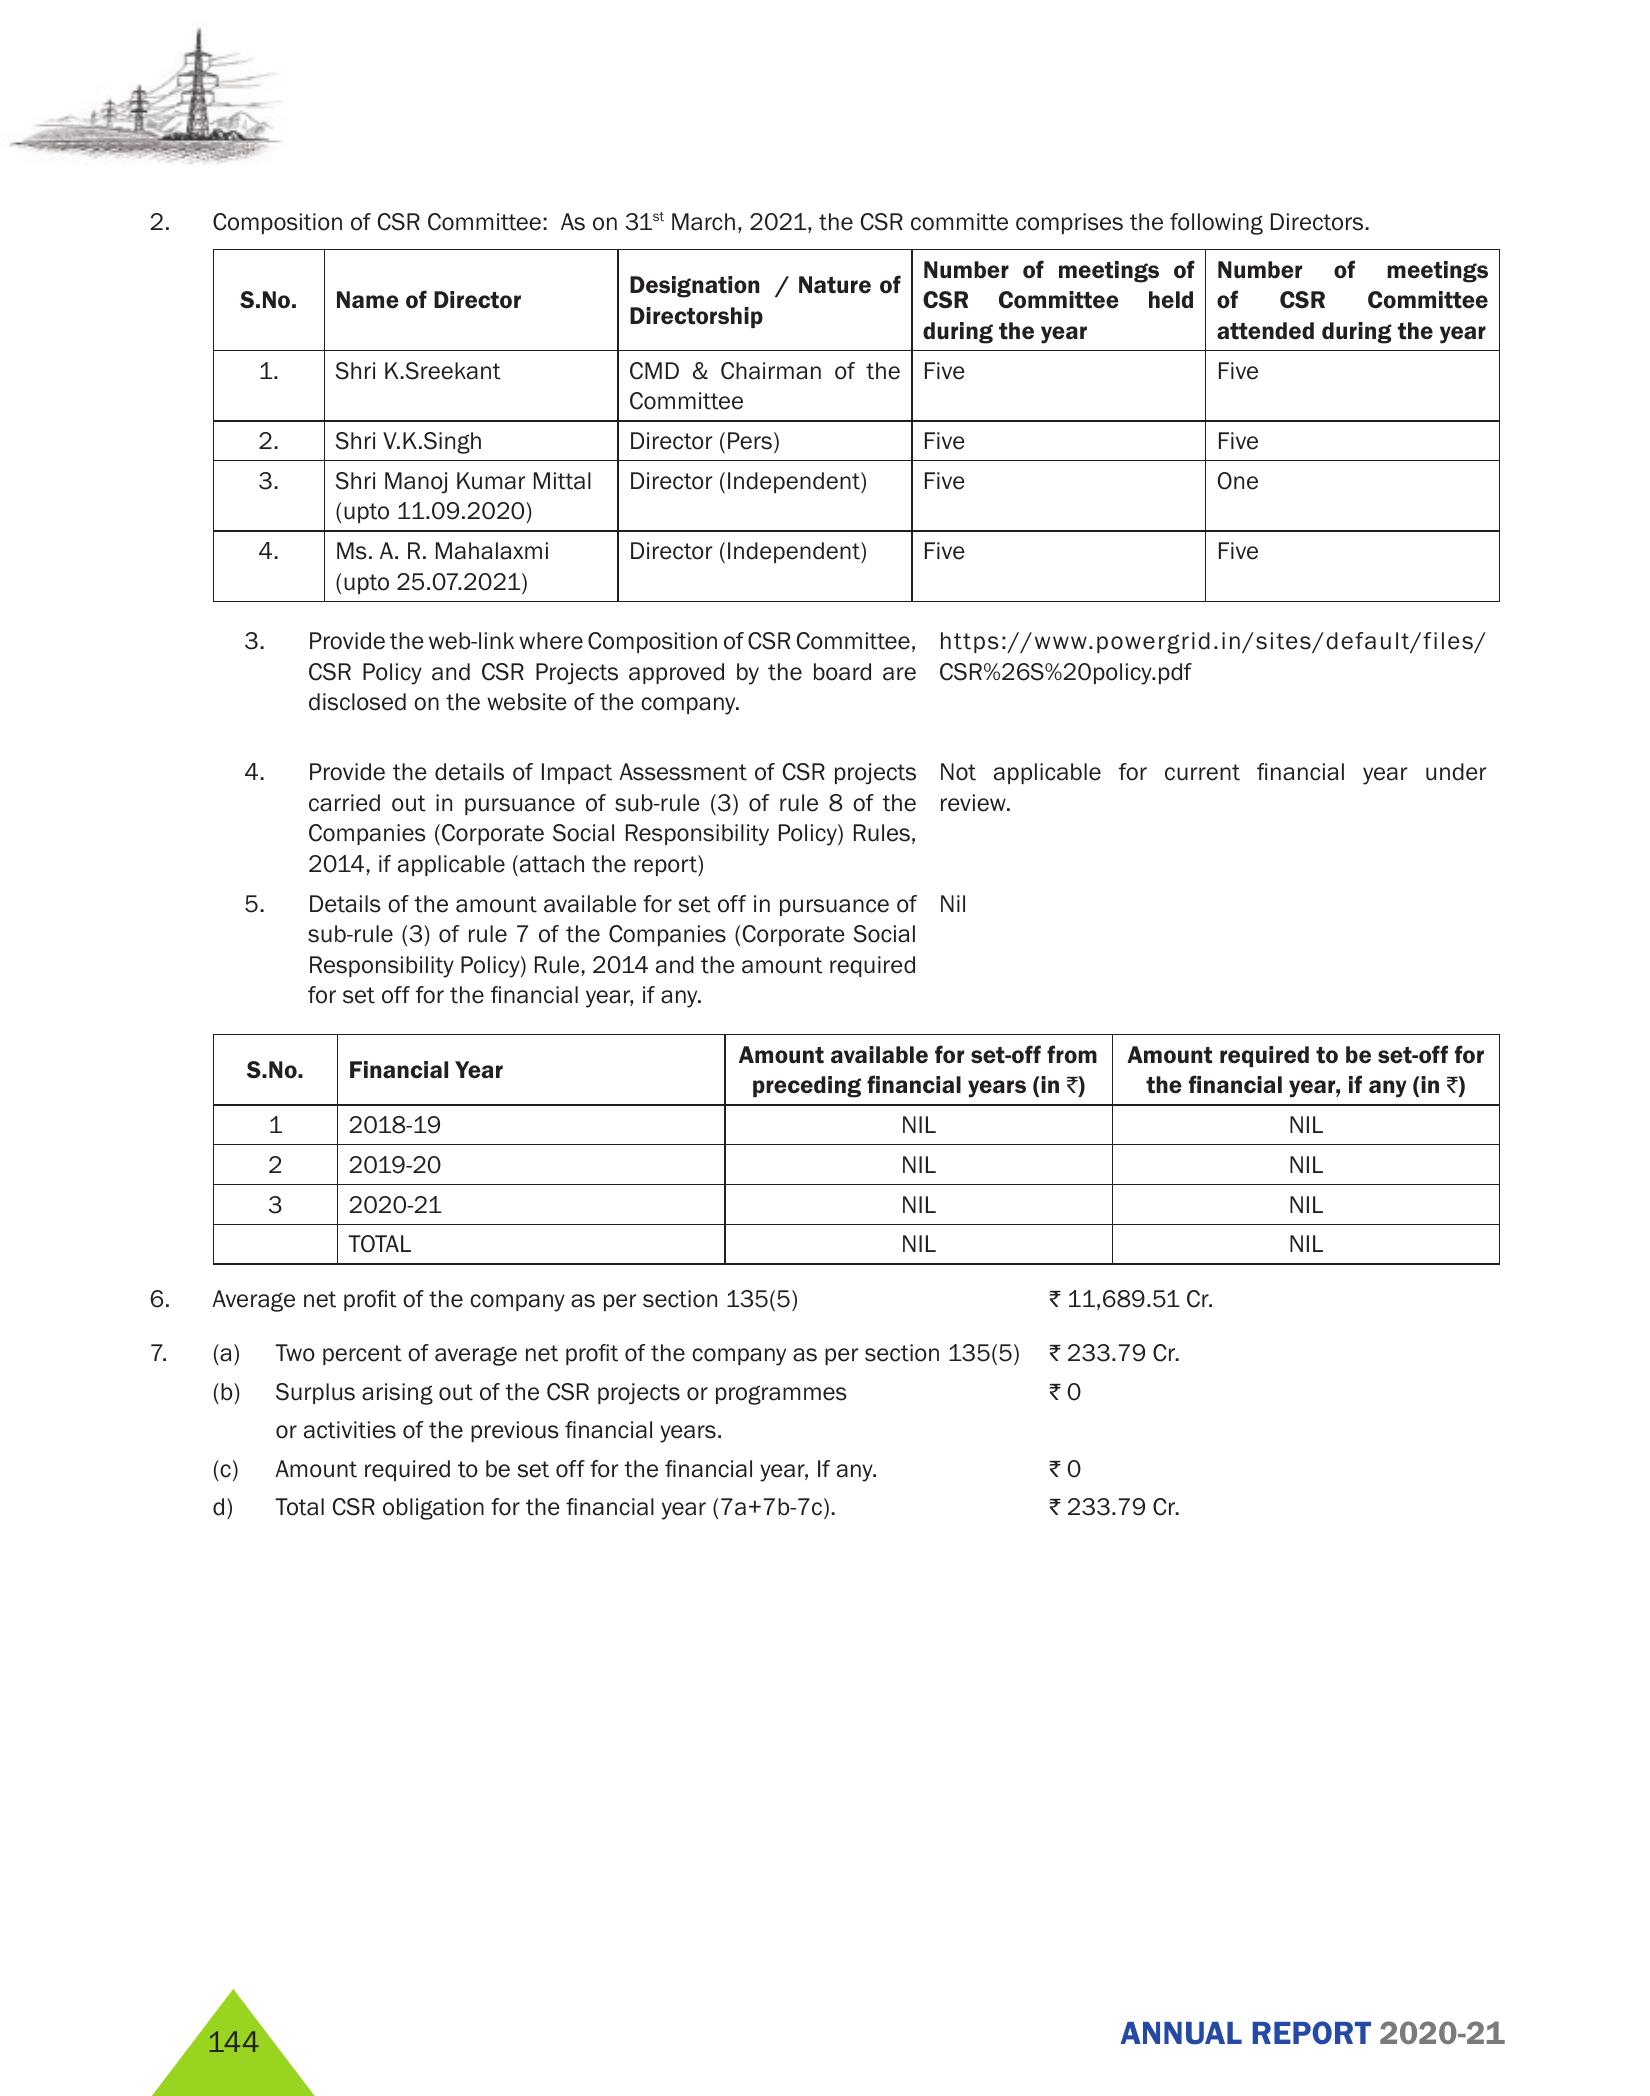 2. Composition of CSR Committee: As on 31st March, 2021, the CSR committe comprises the following Directors.
S.No. Name of Director Designation / Nature of Directorship Number of meetings of CSR Committee held during the year Number of meetings of CSR Committee attended during the year
1. Shri K.Sreekant CMD & Chairman of the Committee Five Five
2. Shri V.K.Singh Director (Pers) Five Five
3. Shri Manoj Kumar Mittal (upto 11.09.2020) Director (Independent) Five One
4. Ms. A. R. Mahalaxmi (upto 25.07.2021) Director (Independent) Five Five
3. Provide the web-link where Composition of CSR Committee,
CSR Policy and CSR Projects approved by the board are
disclosed on the website of the company.
https://www.powergrid.in/sites/default/files/
CSR%26S%20policy.pdf
4. Provide the details of Impact Assessment of CSR projects
carried out in pursuance of sub-rule (3) of rule 8 of the
Companies (Corporate Social Responsibility Policy) Rules,
2014, if applicable (attach the report)
Not applicable for current financial year under
review.
5. Details of the amount available for set off in pursuance of
sub-rule (3) of rule 7 of the Companies (Corporate Social
Responsibility Policy) Rule, 2014 and the amount required
for set off for the financial year, if any.
Nil
S.No. Financial Year Amount available for set-off from preceding financial years (in ₹) Amount required to be set-off for the financial year, if any (in ₹)
1 2018-19 NIL NIL
2 2019-20 NIL NIL
3 2020-21 NIL NIL
TOTAL NIL NIL
6. Average net profit of the company as per section 135(5) ₹ 11,689.51 Cr.
7. (a) Two percent of average net profit of the company as per section 135(5) ₹ 233.79 Cr.
(b) Surplus arising out of the CSR projects or programmes ₹ 0
or activities of the previous financial years.
(c) Amount required to be set off for the financial year, If any. ₹ 0
d) Total CSR obligation for the financial year (7a+7b-7c). ₹ 233.79 Cr.
144
ANNUAL REPORT 2020-21